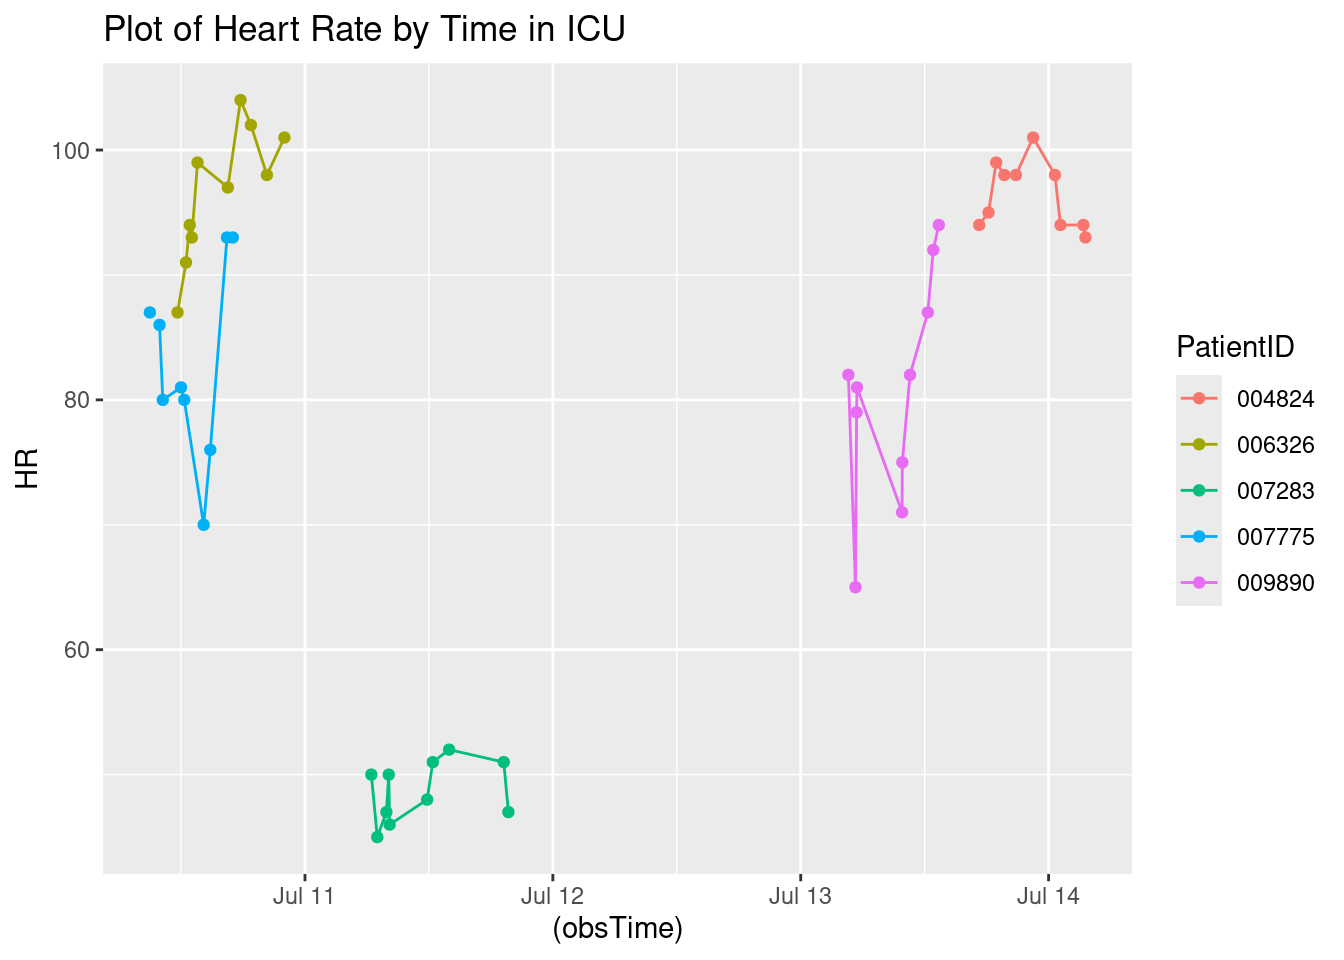 Plot of Heart Rate by Time in ICU
100
80
60
HR
Jul 11
Jul 12
Jul 13
Jul 14
(obsTime)
PatientID
004824
006326
007283
007775
009890